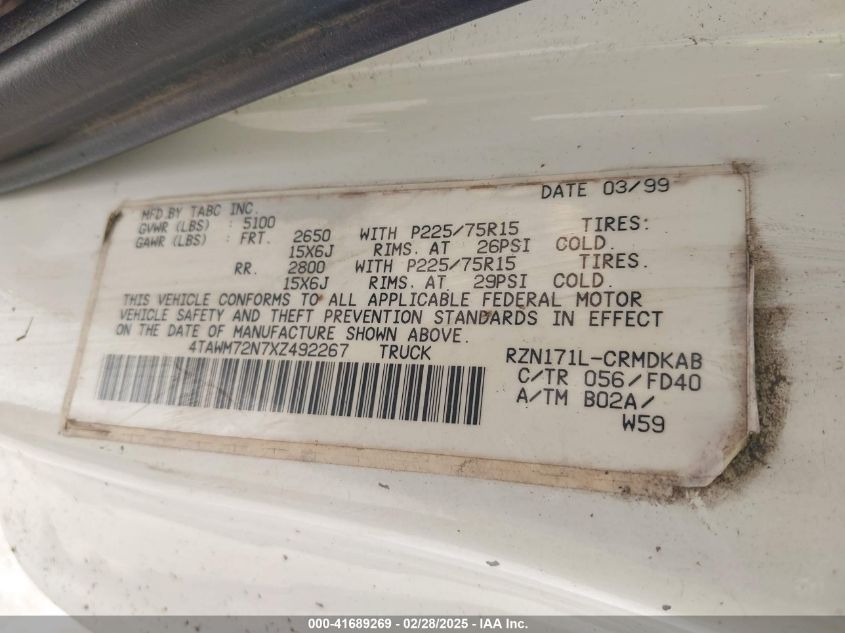 DATE 03/99
MFD.BY TABC INC.
GVWR (LBS) : 5100
GAWR (LBS) : FRT. 2650 WITH P225/75R15 TIRES:
15X6J RIMS. AT 26PSI COLD.
RR. 2800 WITH P225/75R15 TIRES.
15X6J RIMS. AT 29PSI COLD.
THIS VEHICLE CONFORMS TO ALL APPLICABLE FEDERAL MOTOR
VEHICLE SAFETY AND THEFT PREVENTION STANDARDS IN EFFECT
ON THE DATE OF MANUFACTURE SHOWN ABOVE.
4TAWM72N7XZ492267 TRUCK RZN171L-CRMDKAB
C/TR 056/FD40
A/TM B02A/
W59
000-41689269 - 02/28/2025 - IAA Inc.